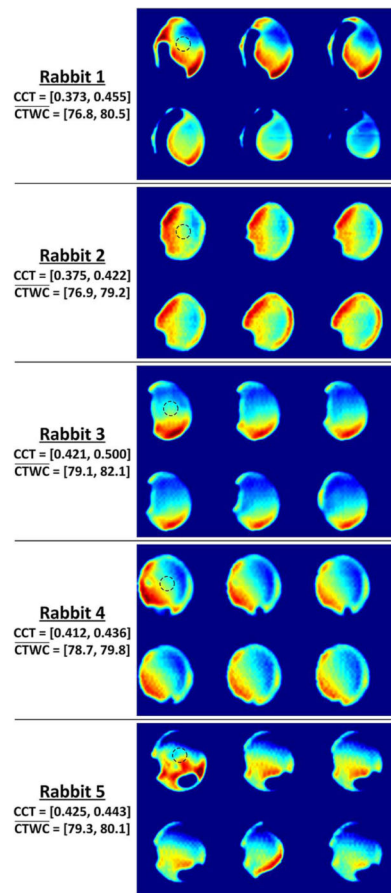 Rabbit 1
CCT = [0.373, 0.455]
CTWC = [76.8, 80.5]
Rabbit 2
CCT = [0.375, 0.422]
CTWC = [76.9, 79.2]
Rabbit 3
CCT = [0.421, 0.500]
CTWC = [79.1, 82.1]
Rabbit 4
CCT = [0.412, 0.436]
CTWC = [78.7, 79.8]
Rabbit 5
CCT = [0.425, 0.443]
CTWC = [79.3, 80.1]